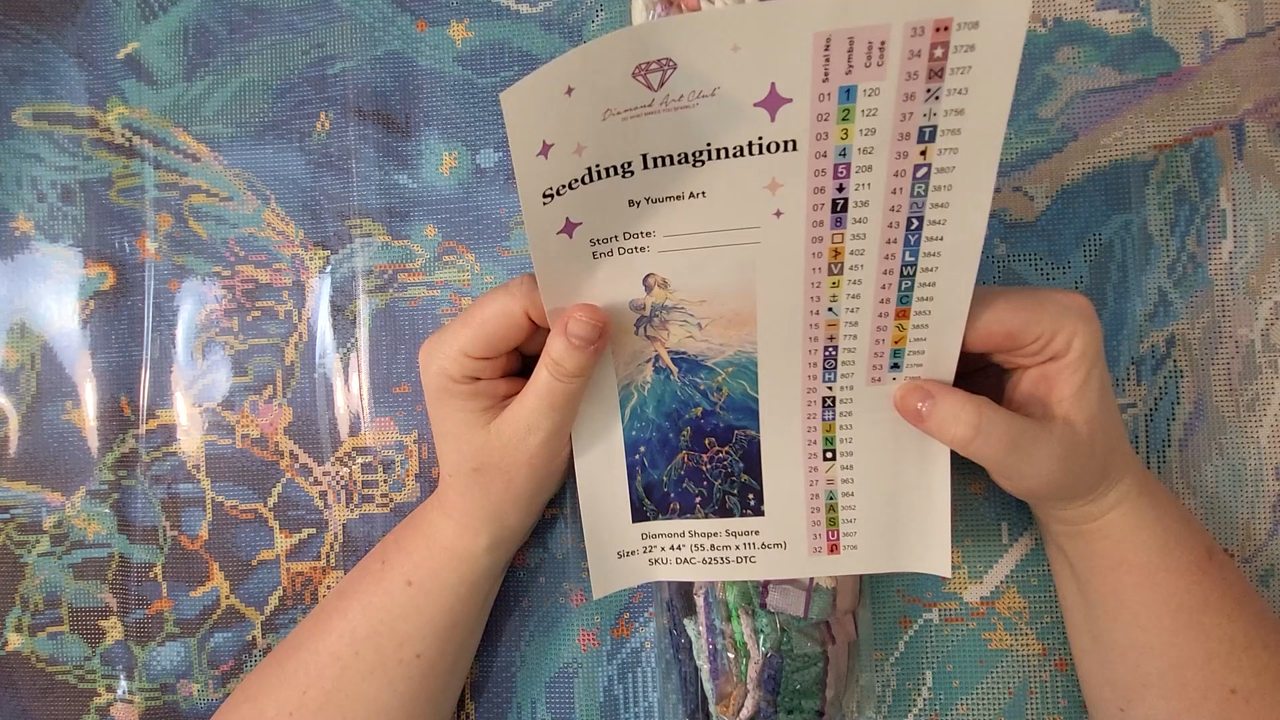 Diamond Art Club®
Seeding Imagination
By Yuumei Art
Start Date:
End Date:
Diamond Shape: Square
Size: 22" x 44" (55.8cm x 111.6cm)
SKU: DAC-6253S-DTC
Serial No. Symbol Color Code
01 1 120
02 2 122
03 3 129
04 4 162
05 5 208
06 211
07 7 336
08 8 340
09 353
10 402
11 V 451
12 745
13 746
14 747
15 758
16 778
17 792
18 803
19 H 807
20 819
21 X 823
22 # 826
23 J 833
24 N 912
25 939
26 948
27 963
28 964
29 A 3052
30 S 3347
31 U 3607
32 3706
33 3708
34 3726
35 3727
36 3743
37 3756
38 T 3765
39 3770
40 3807
41 R 3810
42 3840
43 3842
44 Y 3844
45 L 3845
46 W 3847
47 P 3848
48 C 3849
49 a 3853
50 3855
51
52 E Z959
53
54